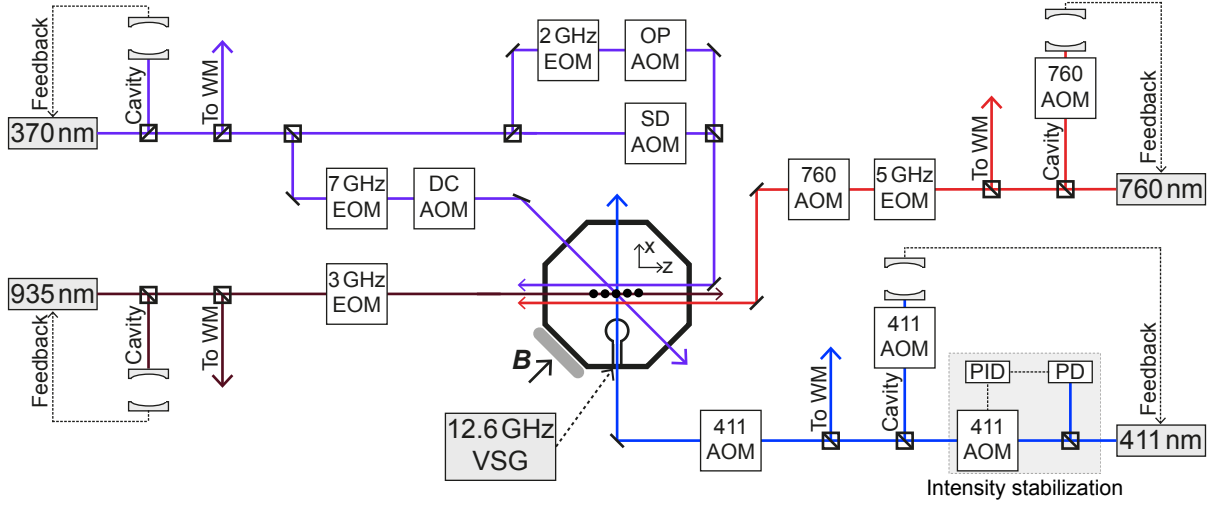 Feedback
Cavity
To WM
370 nm
2 GHz
EOM
OP
AOM
SD
AOM
7 GHz
EOM
DC
AOM
760
AOM
Cavity
To WM
Feedback
760
AOM
5 GHz
EOM
760 nm
x
z
935 nm
Feedback
Cavity
To WM
3 GHz
EOM
B
12.6 GHz
VSG
411
AOM
To WM
Cavity
411
AOM
PID
PD
411
AOM
Feedback
411 nm
Intensity stabilization